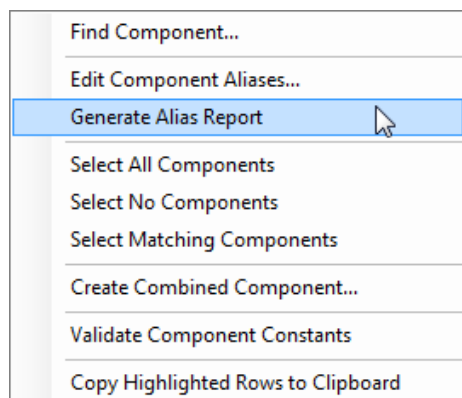 Find Component...
Edit Component Aliases...
Generate Alias Report
Select All Components
Select No Components
Select Matching Components
Create Combined Component...
Validate Component Constants
Copy Highlighted Rows to Clipboard